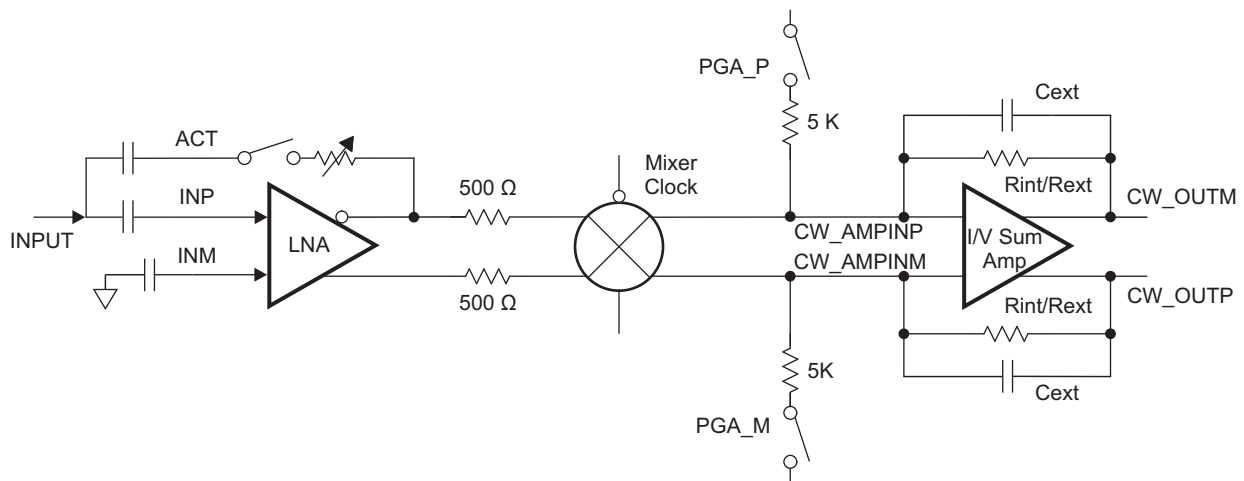 PGA_P
5 K
Cext
ACT
Mixer
Clock
500 Ω
Rint/Rext
INP
CW_OUTM
INPUT
LNA
CW_AMPINP
I/V Sum
Amp
INM
CW_AMPINM
500 Ω
Rint/Rext
CW_OUTP
5K
Cext
PGA_M